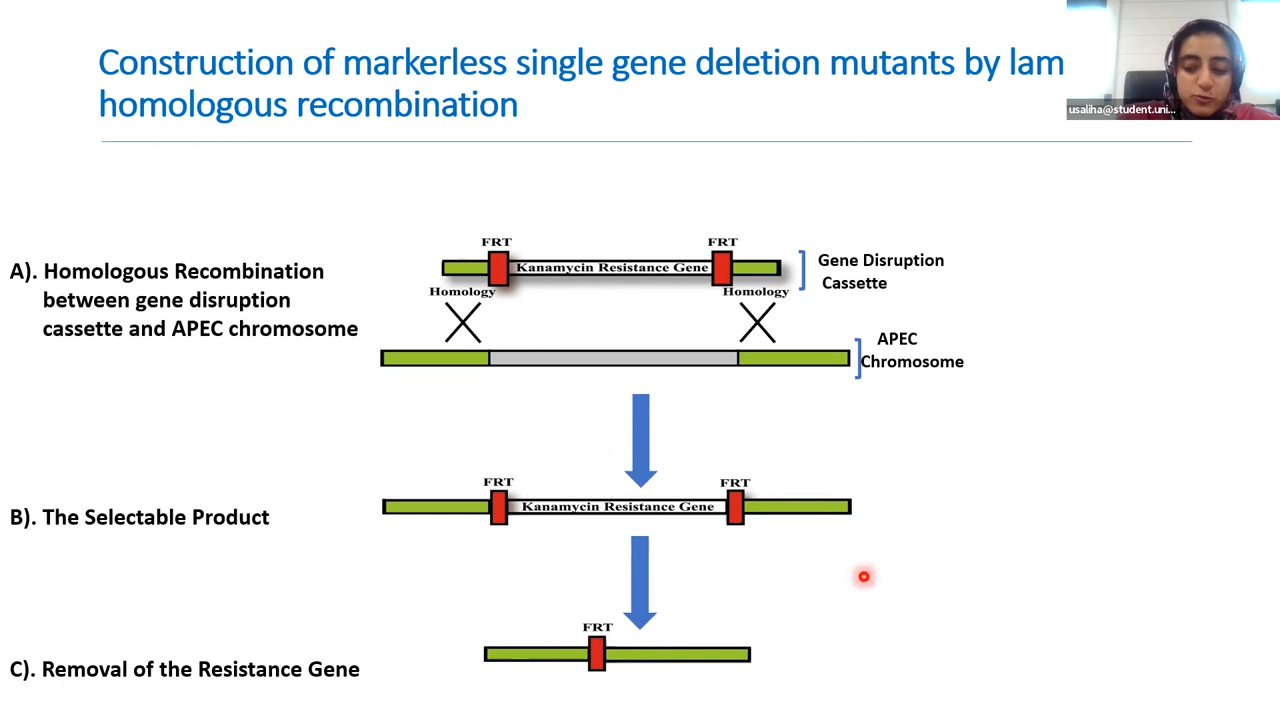 Construction of markerless single gene deletion mutants by lam
homologous recombination
usaliha@student.uni...
A). Homologous Recombination
between gene disruption
cassette and APEC chromosome
FRT
FRT
Kanamycin Resistance Gene
Homology
Homology
Gene Disruption
Cassette
APEC
Chromosome
B). The Selectable Product
FRT
FRT
Kanamycin Resistance Gene
C). Removal of the Resistance Gene
FRT